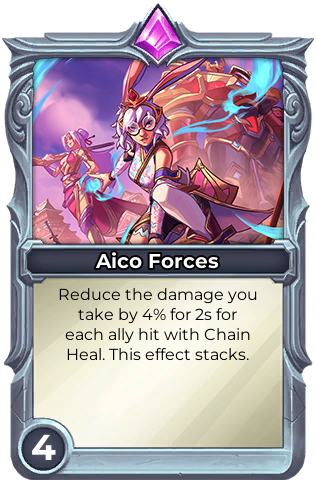 Aico Forces
Reduce the damage you
take by 4% for 2s for
each ally hit with Chain
Heal. This effect stacks.
4